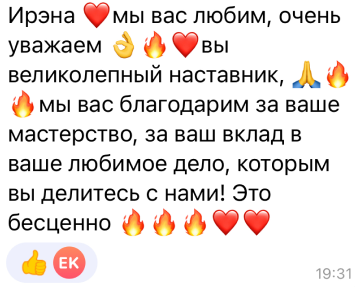 Ирэна ❤️мы вас любим, очень
уважаем 👌🔥❤️вы
великолепный наставник, 🙏🔥
🔥мы вас благодарим за ваше
мастерство, за ваш вклад в
ваше любимое дело, которым
вы делитесь с нами! Это
бесценно 🔥🔥🔥❤️❤️
👍 EK
19:31